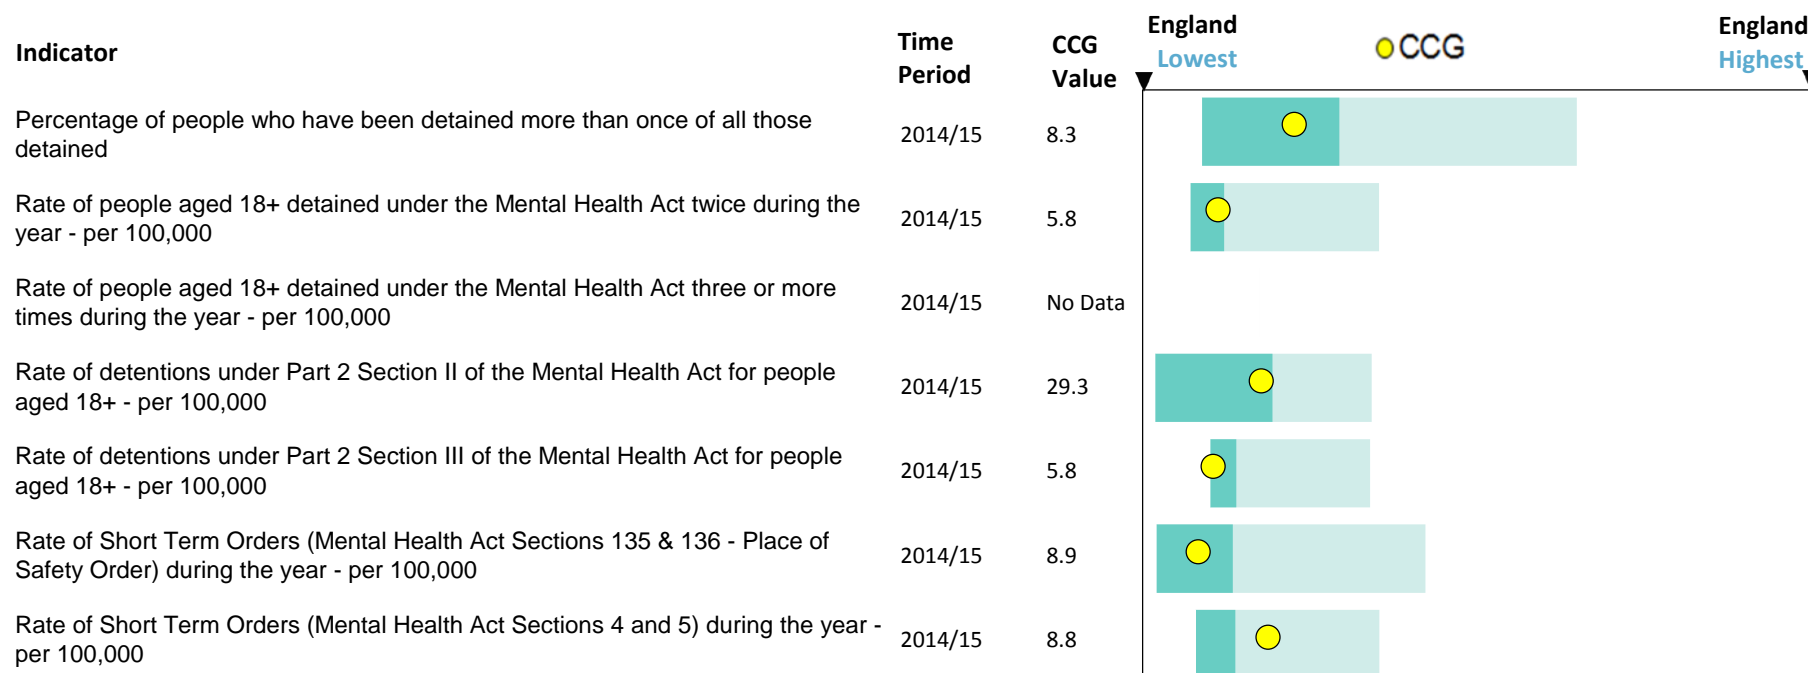 Indicator
Time
Period
CCG
Value
England
Lowest
CCG
England
Highest
Percentage of people who have been detained more than once of all those
detained
2014/15
8.3
Rate of people aged 18+ detained under the Mental Health Act twice during the
year - per 100,000
2014/15
5.8
Rate of people aged 18+ detained under the Mental Health Act three or more
times during the year - per 100,000
2014/15
No Data
Rate of detentions under Part 2 Section II of the Mental Health Act for people
aged 18+ - per 100,000
2014/15
29.3
Rate of detentions under Part 2 Section III of the Mental Health Act for people
aged 18+ - per 100,000
2014/15
5.8
Rate of Short Term Orders (Mental Health Act Sections 135 & 136 - Place of
Safety Order) during the year - per 100,000
2014/15
8.9
Rate of Short Term Orders (Mental Health Act Sections 4 and 5) during the year -
per 100,000
2014/15
8.8